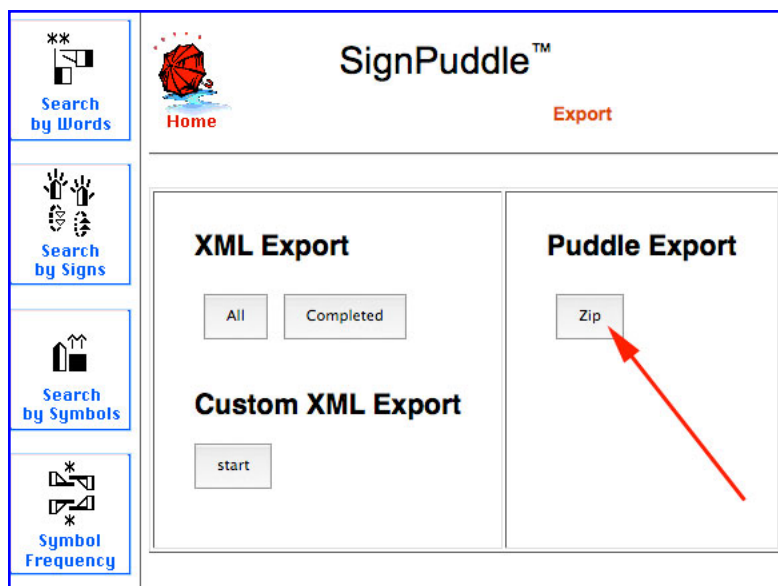 Search
by Words
Search
by Signs
Search
by Symbols
Symbol
Frequency
Home
SignPuddle™
Export
XML Export
All
Completed
Custom XML Export
start
Puddle Export
Zip